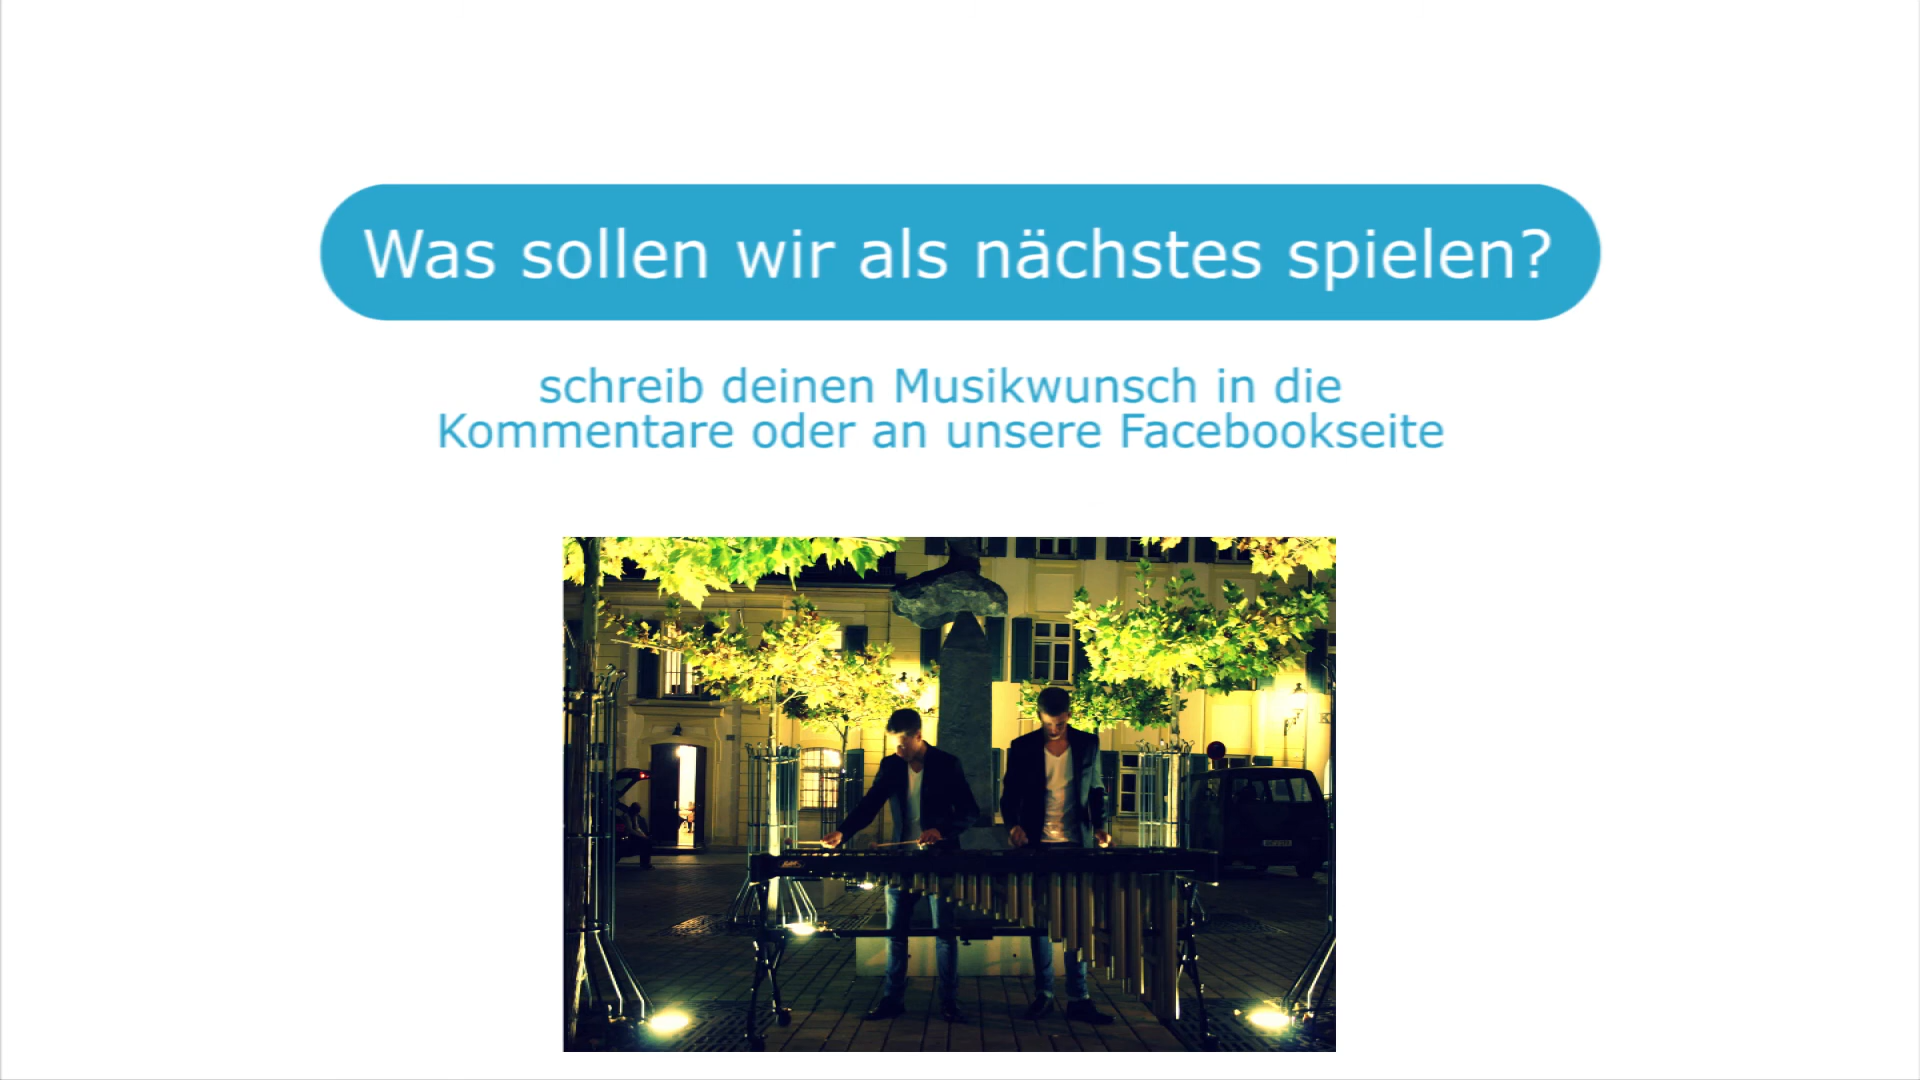 Was sollen wir als nächstes spielen?
schreib deinen Musikwunsch in die
Kommentare oder an unsere Facebookseite